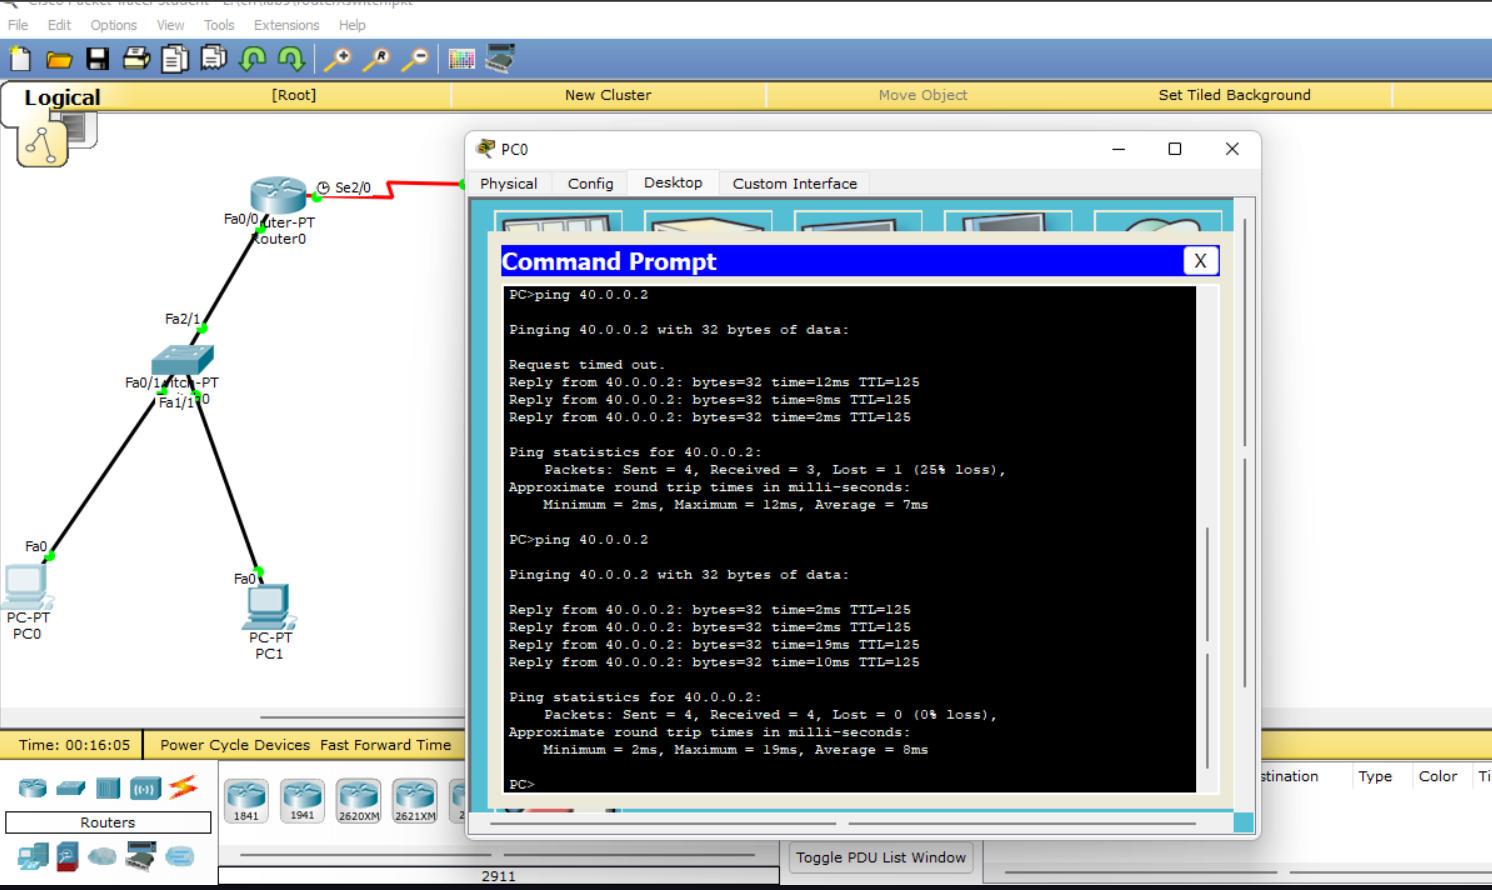 File Edit Options View Tools Extensions Help
Logical
[Root]
New Cluster
Move Object
Set Tiled Background
Se2/0
Fa0/0
uter-PT
Router0
Fa2/1
Fa0/1
itch-PT
Fa1/1
0
Fa0
PC-PT
PC0
Fa0
PC-PT
PC1
PC0
Physical Config Desktop Custom Interface
Command Prompt
X
PC>ping 40.0.0.2
Pinging 40.0.0.2 with 32 bytes of data:
Request timed out.
Reply from 40.0.0.2: bytes=32 time=12ms TTL=125
Reply from 40.0.0.2: bytes=32 time=8ms TTL=125
Reply from 40.0.0.2: bytes=32 time=2ms TTL=125
Ping statistics for 40.0.0.2:
Packets: Sent = 4, Received = 3, Lost = 1 (25% loss),
Approximate round trip times in milli-seconds:
Minimum = 2ms, Maximum = 12ms, Average = 7ms
PC>ping 40.0.0.2
Pinging 40.0.0.2 with 32 bytes of data:
Reply from 40.0.0.2: bytes=32 time=2ms TTL=125
Reply from 40.0.0.2: bytes=32 time=2ms TTL=125
Reply from 40.0.0.2: bytes=32 time=19ms TTL=125
Reply from 40.0.0.2: bytes=32 time=10ms TTL=125
Ping statistics for 40.0.0.2:
Packets: Sent = 4, Received = 4, Lost = 0 (0% loss),
Approximate round trip times in milli-seconds:
Minimum = 2ms, Maximum = 19ms, Average = 8ms
PC>
Time: 00:16:05
Power Cycle Devices Fast Forward Time
stination Type Color Ti
Routers
1841 1941 2620XM 2621XM 2
2911
Toggle PDU List Window